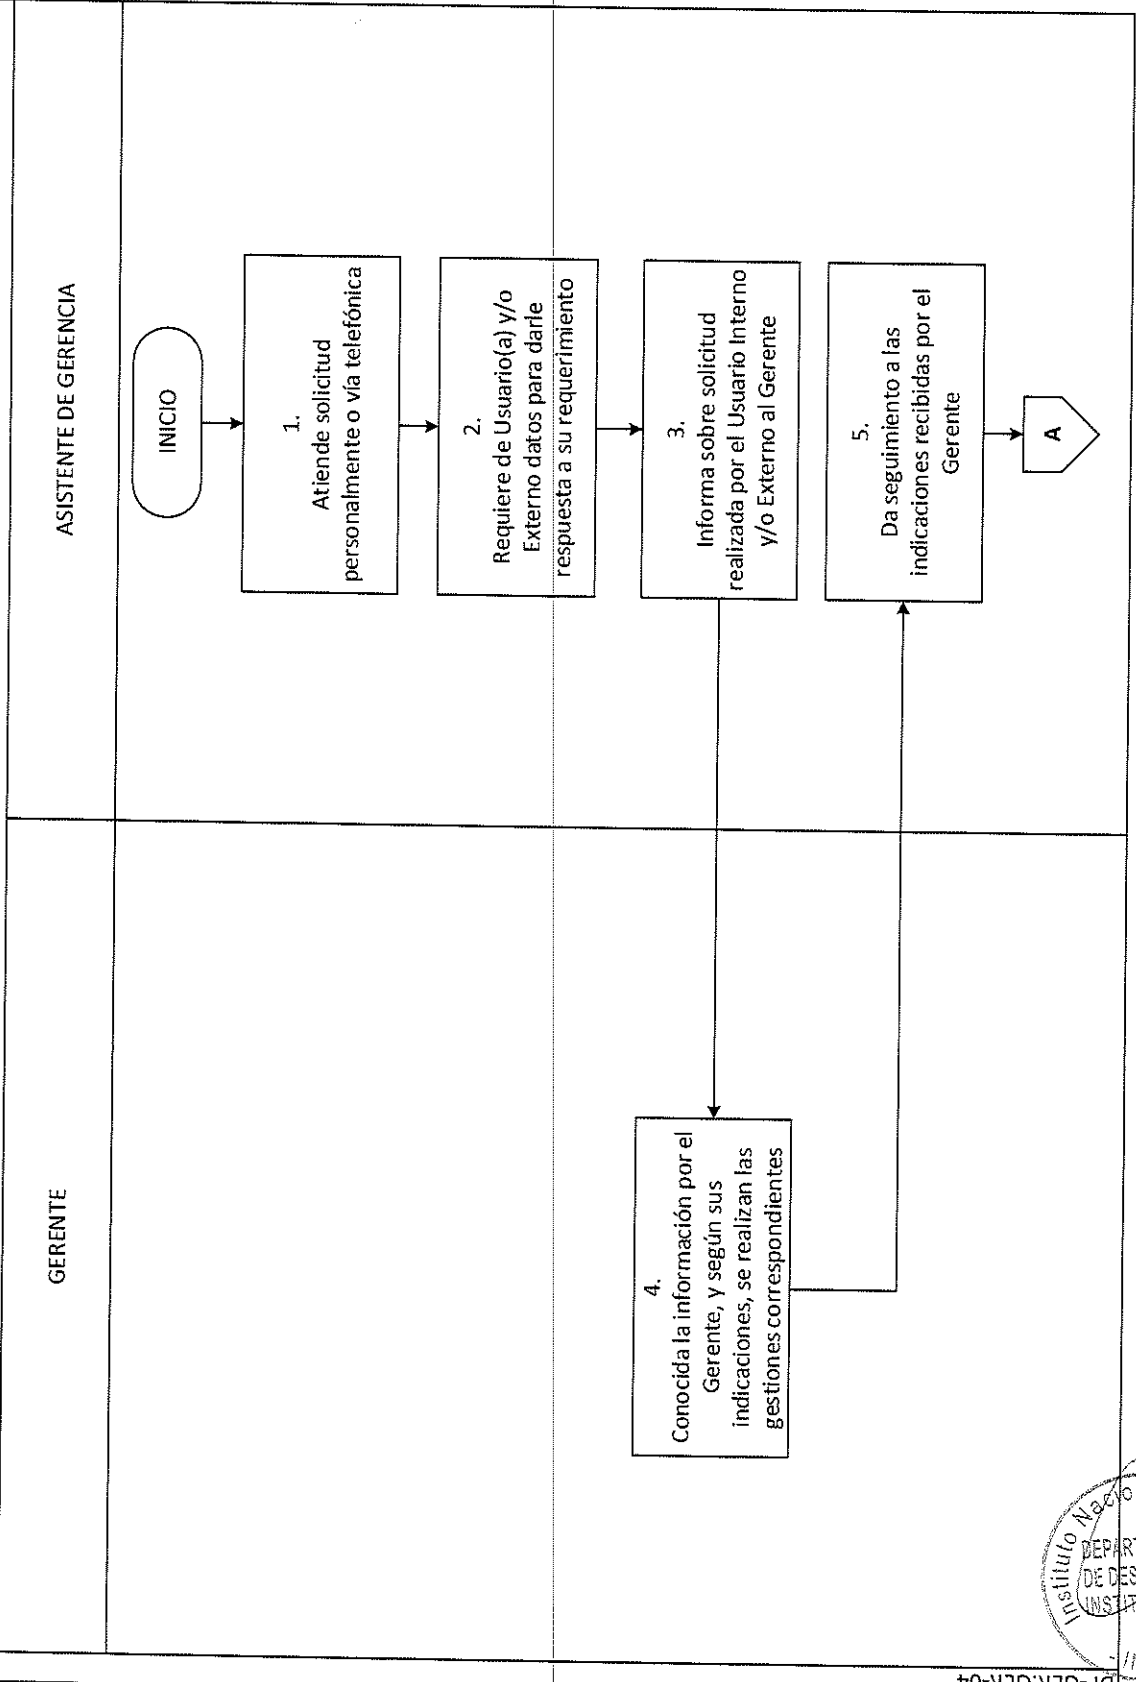 GERENTE
ASISTENTE DE GERENCIA
INICIO
1.
Atiende solicitud
personalmente o vía telefónica
2.
Requiere de Usuario(a) y/o
Externo datos para darle
respuesta a su requerimiento
3.
Informa sobre solicitud
realizada por el Usuario Interno
y/o Externo al Gerente
4.
Conocida la información por el
Gerente, y según sus
indicaciones, se realizan las
gestiones correspondientes
5.
Da seguimiento a las
indicaciones recibidas por el
Gerente
A
Instituto